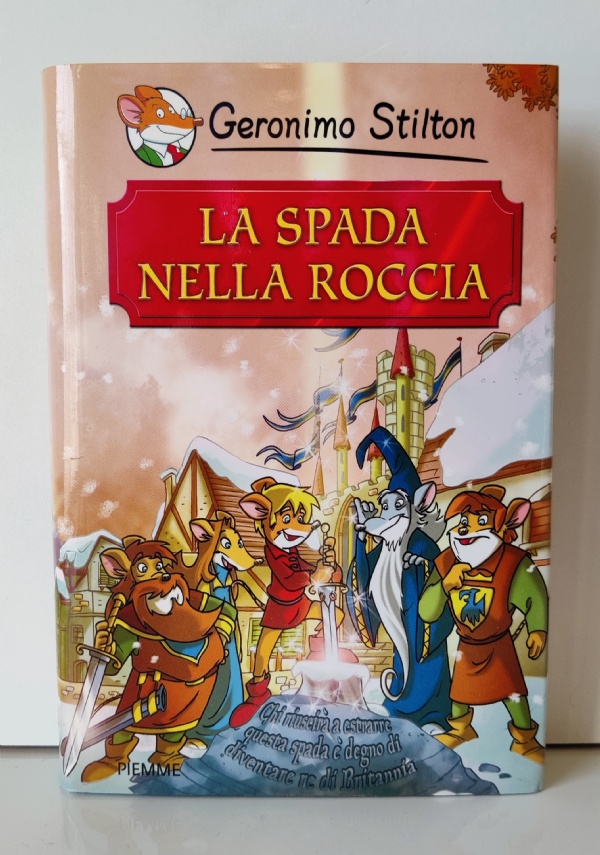 Geronimo Stilton
LA SPADA
NELLA ROCCIA
Chi riuscirà a estrarre
questa spada è degno di
diventare re di Britannia
PIEMME